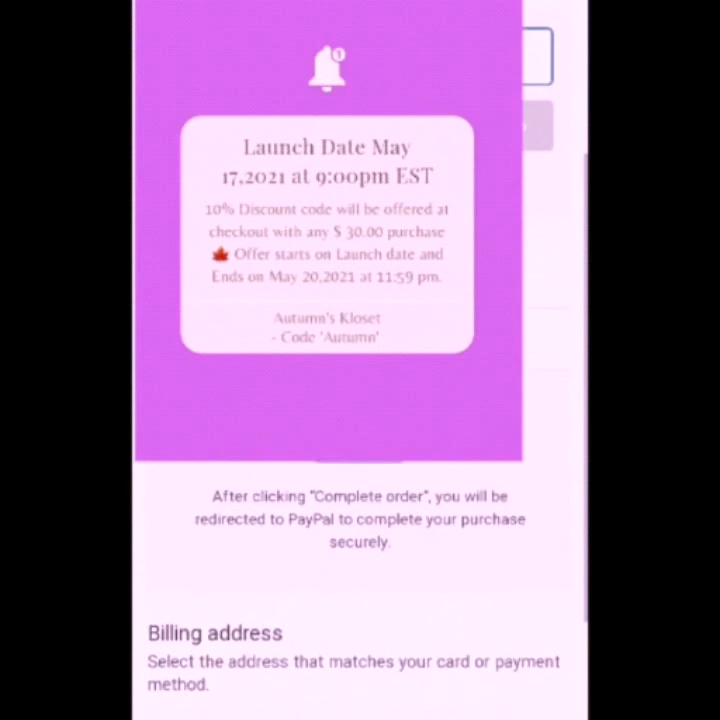 1
Launch Date May
17,2021 at 9:00pm EST
10% Discount code will be offered at
checkout with any $ 30.00 purchase
🍁 Offer starts on Launch date and
Ends on May 20,2021 at 11:59 pm.
Autumn's Kloset
- Code 'Autumn'
After clicking "Complete order", you will be
redirected to PayPal to complete your purchase
securely.
Billing address
Select the address that matches your card or payment
method.